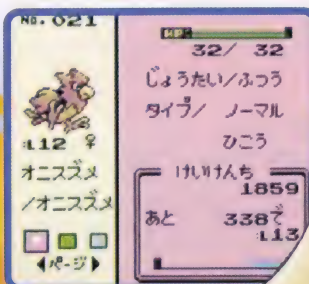 No. 021
:L12 ♀
オニスズメ
/オニスズメ
◀ページ▶
HP:
32/ 32
じょうたい/ふつう
タイプ/ ノーマル
ひこう
けいけんち
1859
あと 338で
:L13